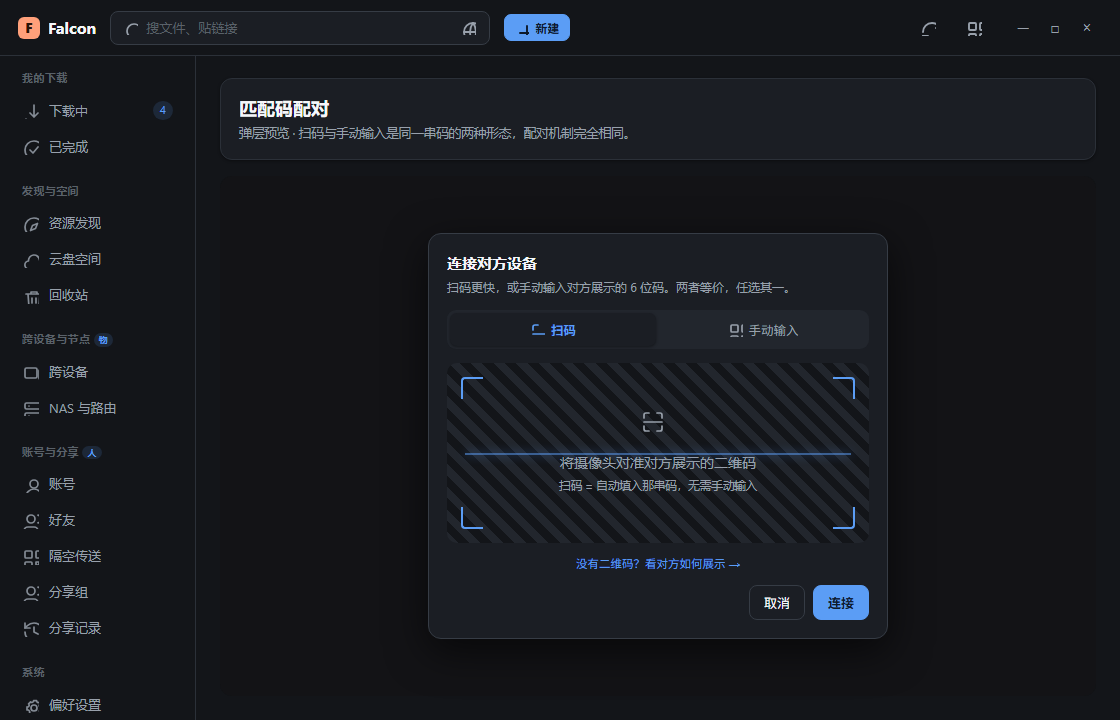 F Falcon
搜文件、贴链接
新建
我的下载
下载中 4
已完成
发现与空间
资源发现
云盘空间
回收站
跨设备与节点 物
跨设备
NAS 与路由
账号与分享 人
账号
好友
隔空传送
分享组
分享记录
系统
偏好设置
匹配码配对
弹层预览 · 扫码与手动输入是同一串码的两种形态，配对机制完全相同。
连接对方设备
扫码更快，或手动输入对方展示的 6 位码。两者等价，任选其一。
扫码 手动输入
将摄像头对准对方展示的二维码
扫码 = 自动填入那串码，无需手动输入
没有二维码？看对方如何展示 →
取消 连接